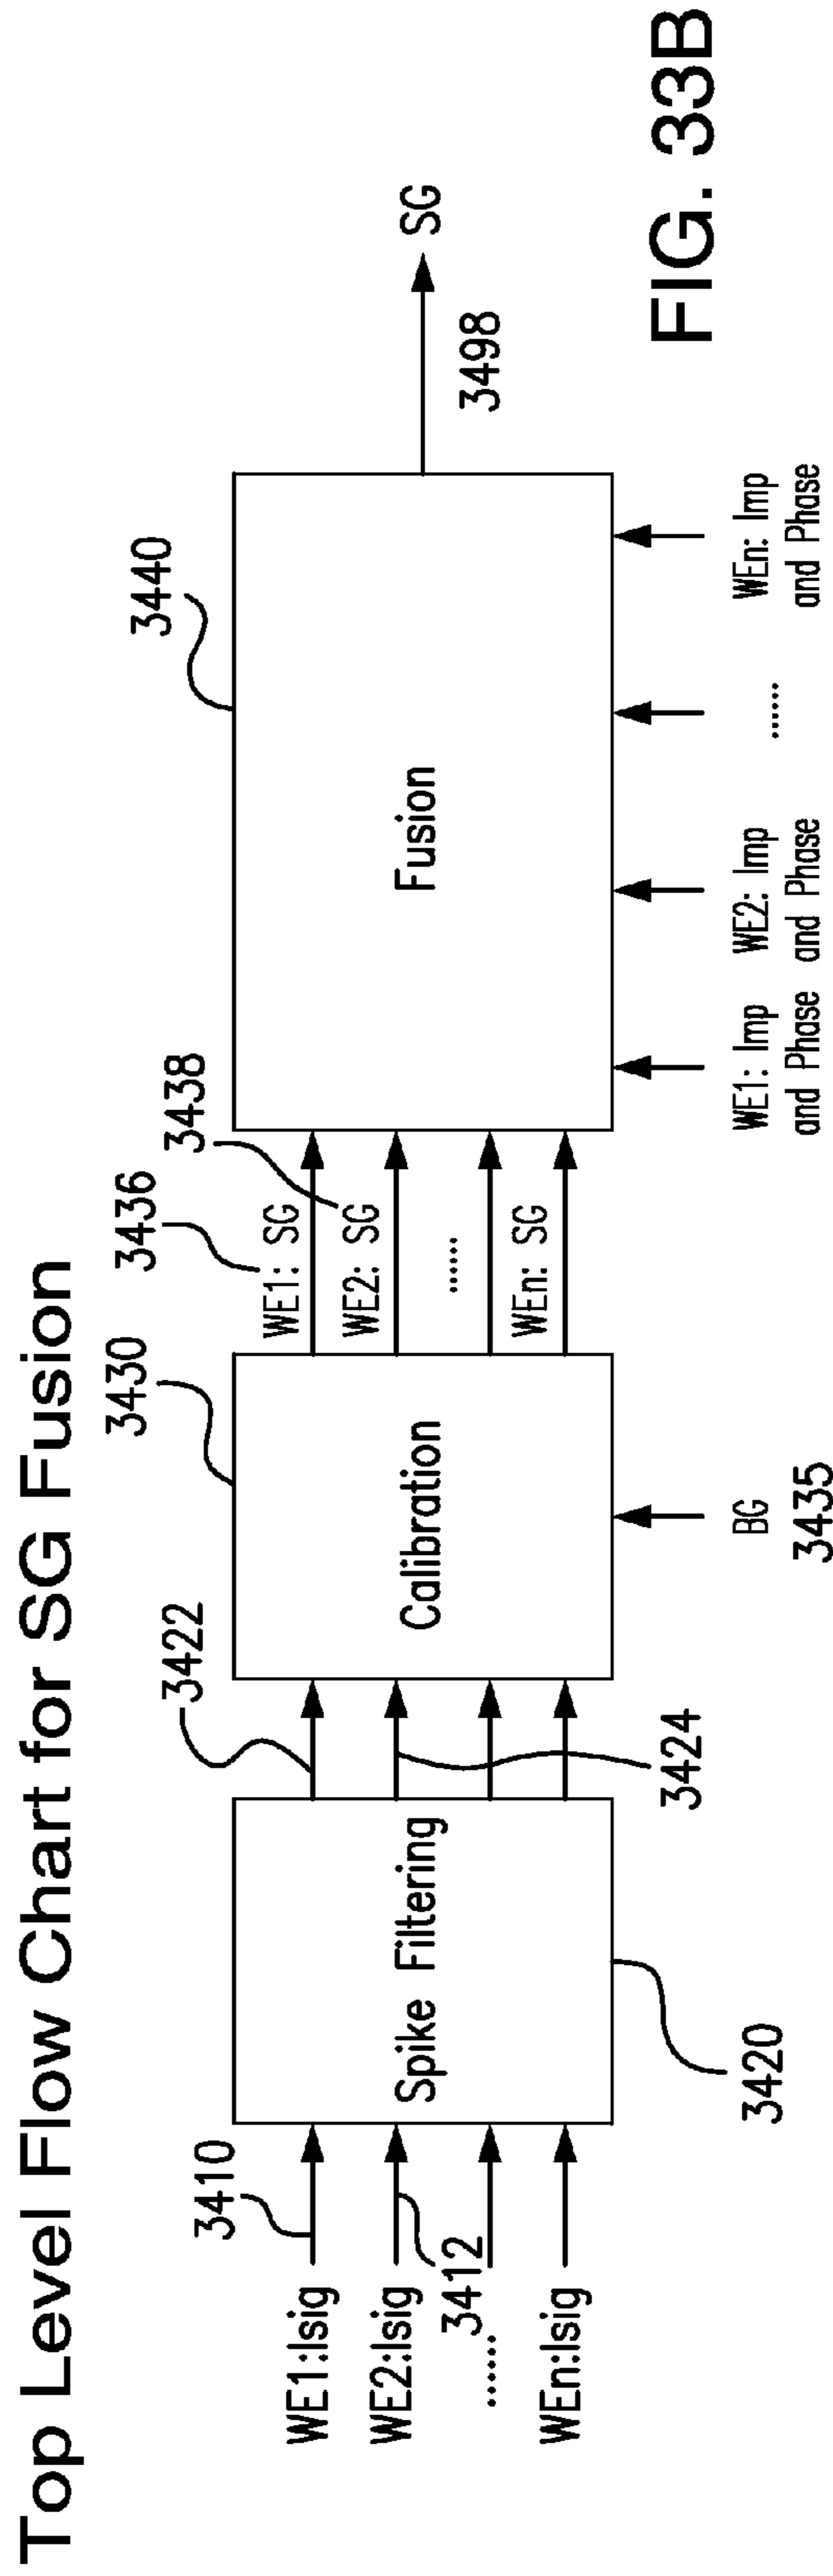 Top Level Flow Chart for SG Fusion
WE1:Isig
WE2:Isig
.......
WEn:Isig
3410
3412
Spike Filtering
3420
3422
3424
Calibration
3430
BG
3435
WE1: SG
WE2: SG
......
WEn: SG
3436
3438
Fusion
3440
WE1: Imp
and Phase
WE2: Imp
and Phase
......
WEn: Imp
and Phase
SG
3498
FIG. 33B